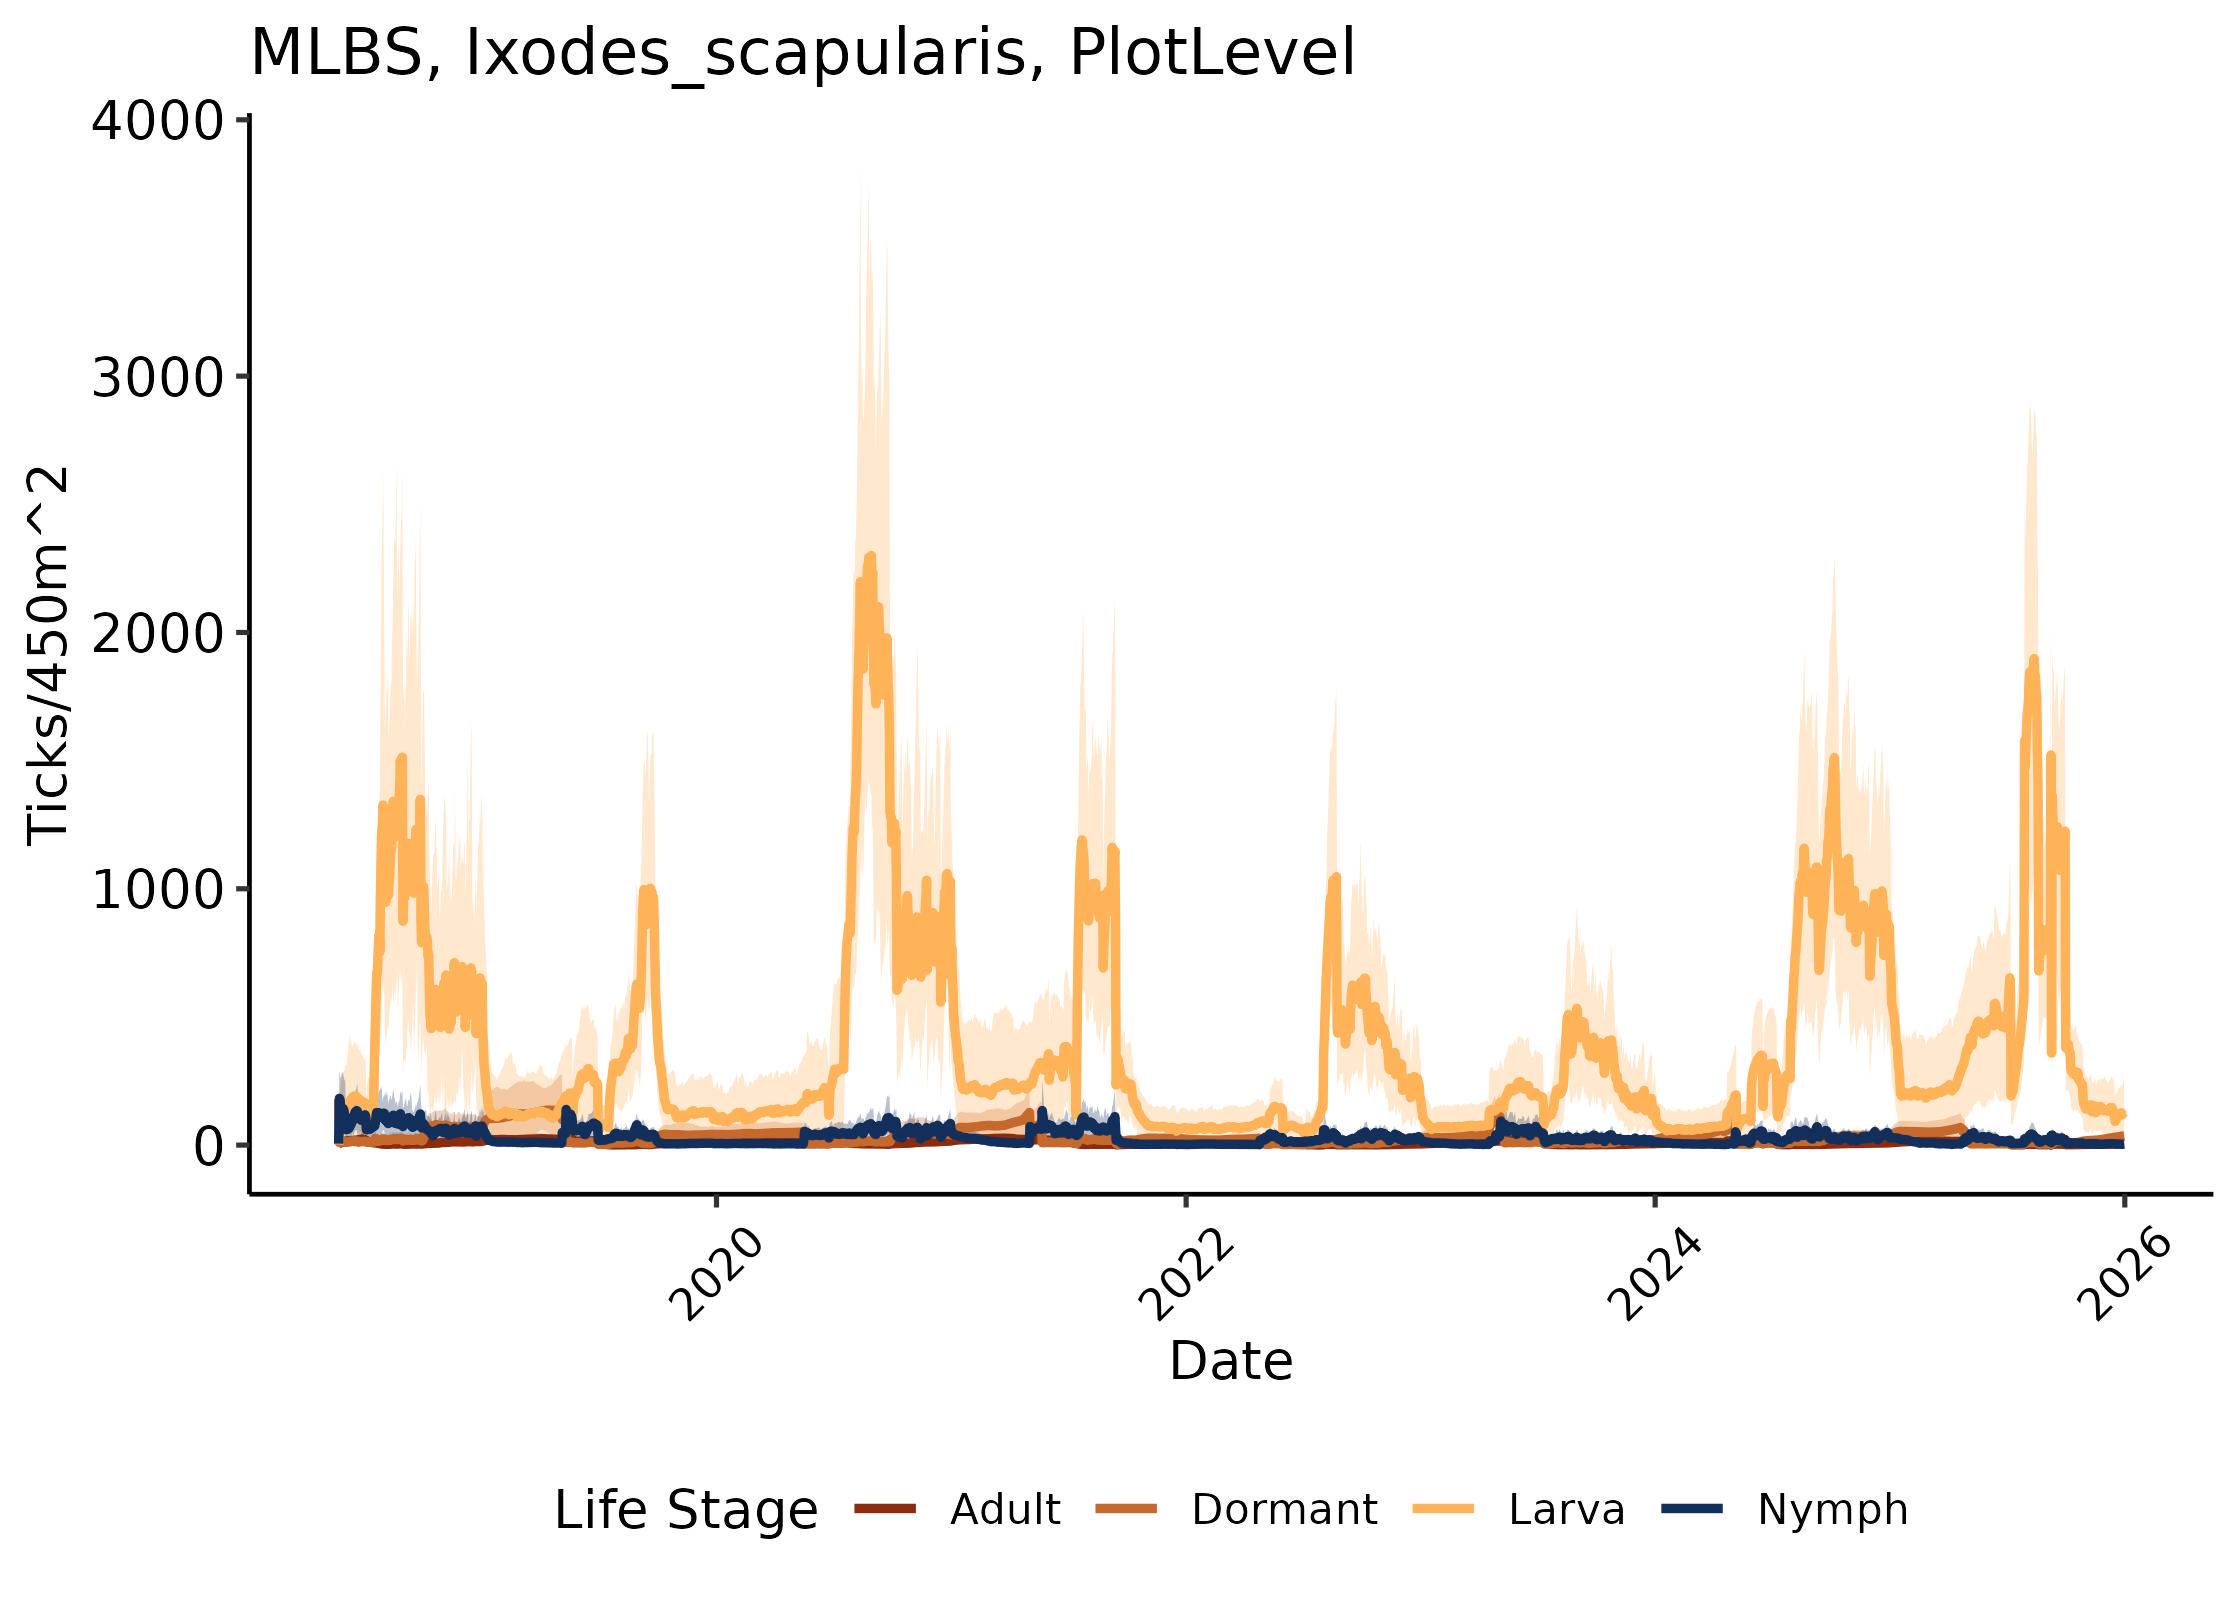 MLBS, Ixodes_scapularis, PlotLevel
Ticks/450m^2
4000
3000
2000
1000
0
2020
2022
2024
2026
Date
Life Stage Adult Dormant Larva Nymph